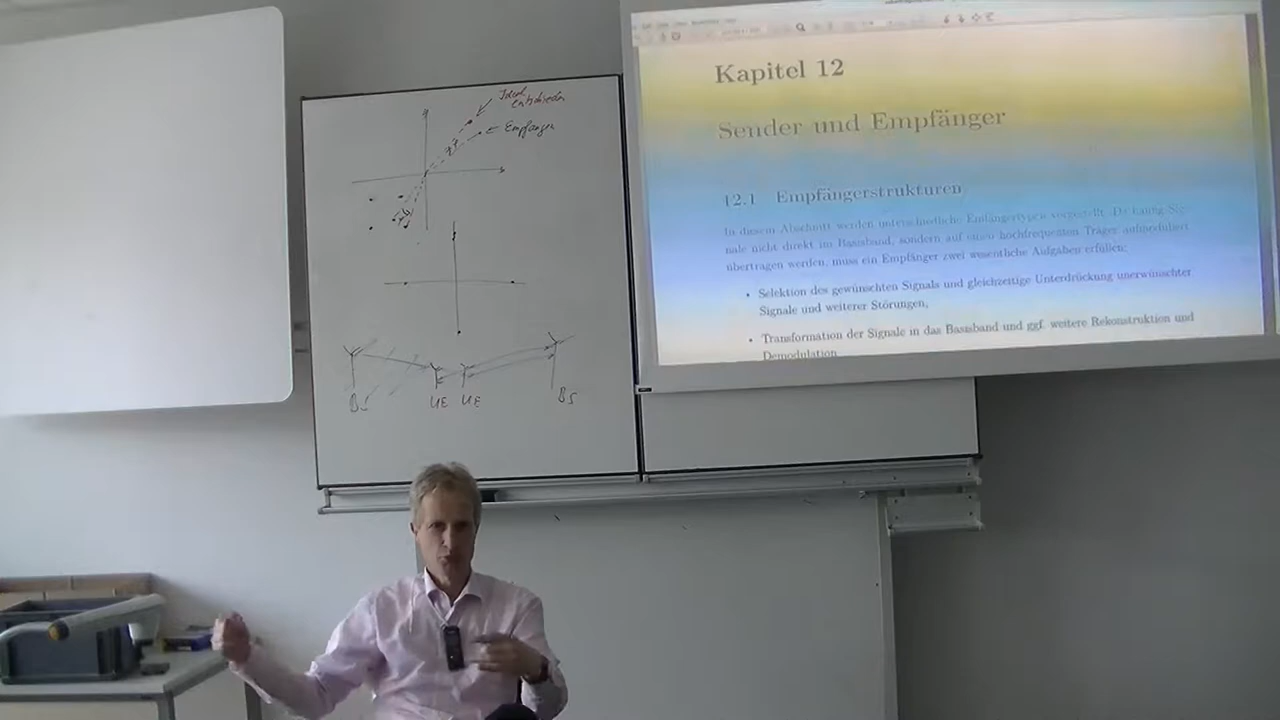 Ideal
entschieden
Empfangen
BS
UE
UE
BS
Kapitel 12
Sender und Empfänger
12.1 Empfängerstrukturen
In diesem Abschnitt werden unterschiedliche Emfängertypen vorgestellt. Da häufig Sig-
nale nicht direkt im Basisband, sondern auf einen hochfrequenten Träger aufmoduliert
übertragen werden, muss ein Empfänger zwei wesentliche Aufgaben erfüllen:
• Selektion des gewünschten Signals und gleichzeitige Unterdrückung unerwünschter
Signale und weiterer Störungen,
• Transformation der Signale in das Basisband und ggf. weitere Rekonstruktion und
Demodulation